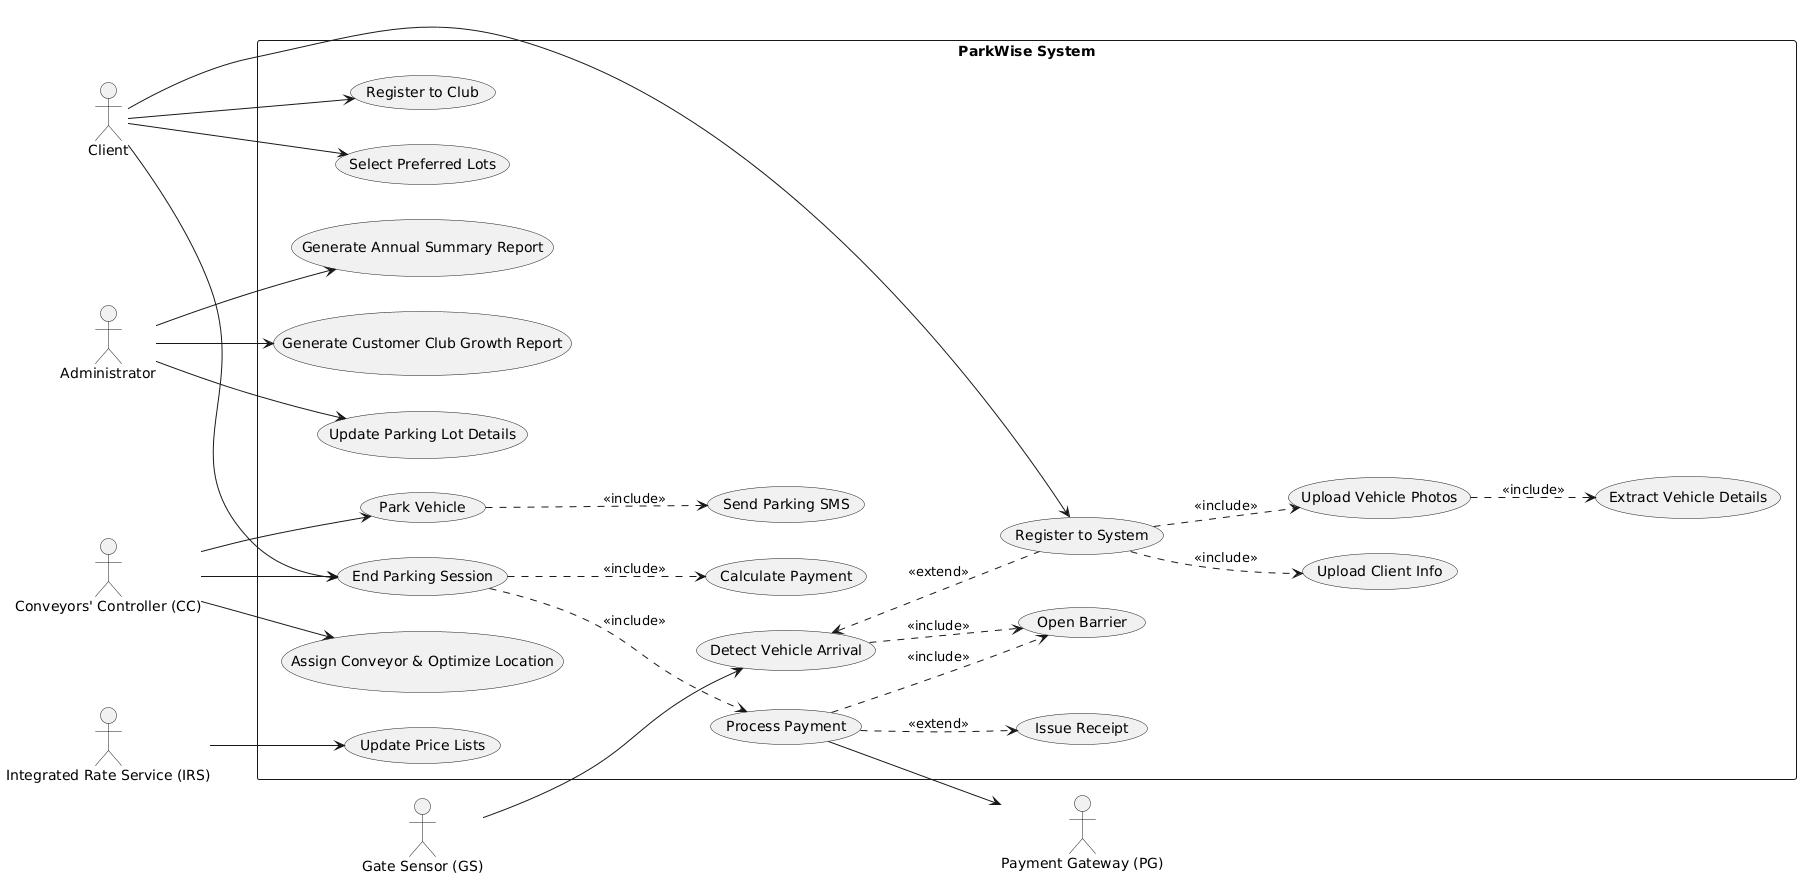 ParkWise System
Register to Club
Client
Select Preferred Lots
Generate Annual Summary Report
Generate Customer Club Growth Report
Administrator
Update Parking Lot Details
Park Vehicle
«include»
Send Parking SMS
«include»
Upload Vehicle Photos
«include»
Extract Vehicle Details
Register to System
«include»
Upload Client Info
End Parking Session
«include»
Calculate Payment
«extend»
Conveyors' Controller (CC)
«include»
«include»
Open Barrier
Detect Vehicle Arrival
«include»
Assign Conveyor & Optimize Location
Process Payment
«extend»
Issue Receipt
Update Price Lists
Integrated Rate Service (IRS)
Gate Sensor (GS)
Payment Gateway (PG)